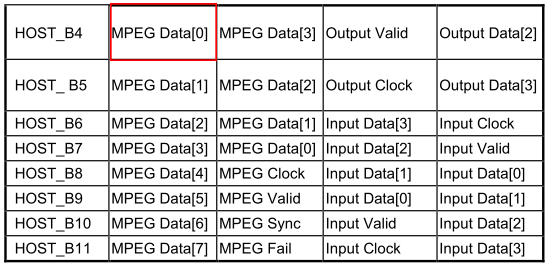 HOST_B4 MPEG Data[0] MPEG Data[3] Output Valid Output Data[2]
HOST_ B5 MPEG Data[1] MPEG Data[2] Output Clock Output Data[3]
HOST_B6 MPEG Data[2] MPEG Data[1] Input Data[3] Input Clock
HOST_B7 MPEG Data[3] MPEG Data[0] Input Data[2] Input Valid
HOST_B8 MPEG Data[4] MPEG Clock Input Data[1] Input Data[0]
HOST_B9 MPEG Data[5] MPEG Valid Input Data[0] Input Data[1]
HOST_B10 MPEG Data[6] MPEG Sync Input Valid Input Data[2]
HOST_B11 MPEG Data[7] MPEG Fail Input Clock Input Data[3]